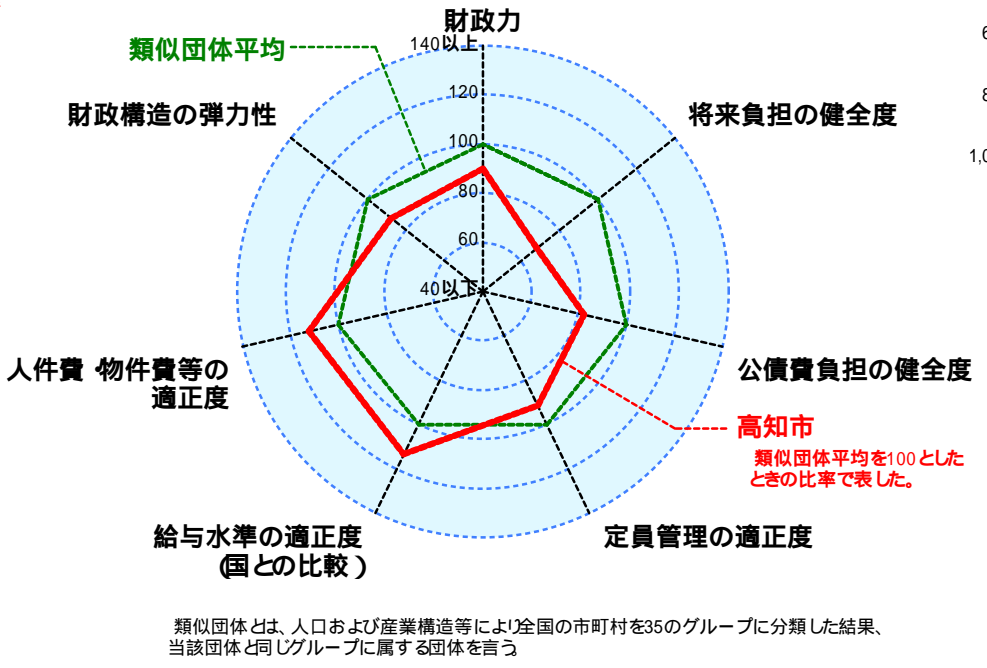 財政力
140以上
類似団体平均
120
財政構造の弾力性
将来負担の健全度
100
80
60
40以下
人件費・物件費等の
適正度
公債費負担の健全度
高知市
類似団体平均を100とした
ときの比率で表した。
給与水準の適正度
(国との比較)
定員管理の適正度
類似団体とは、人口および産業構造等により全国の市町村を35のグループに分類した結果、
当該団体と同じグループに属する団体を言う